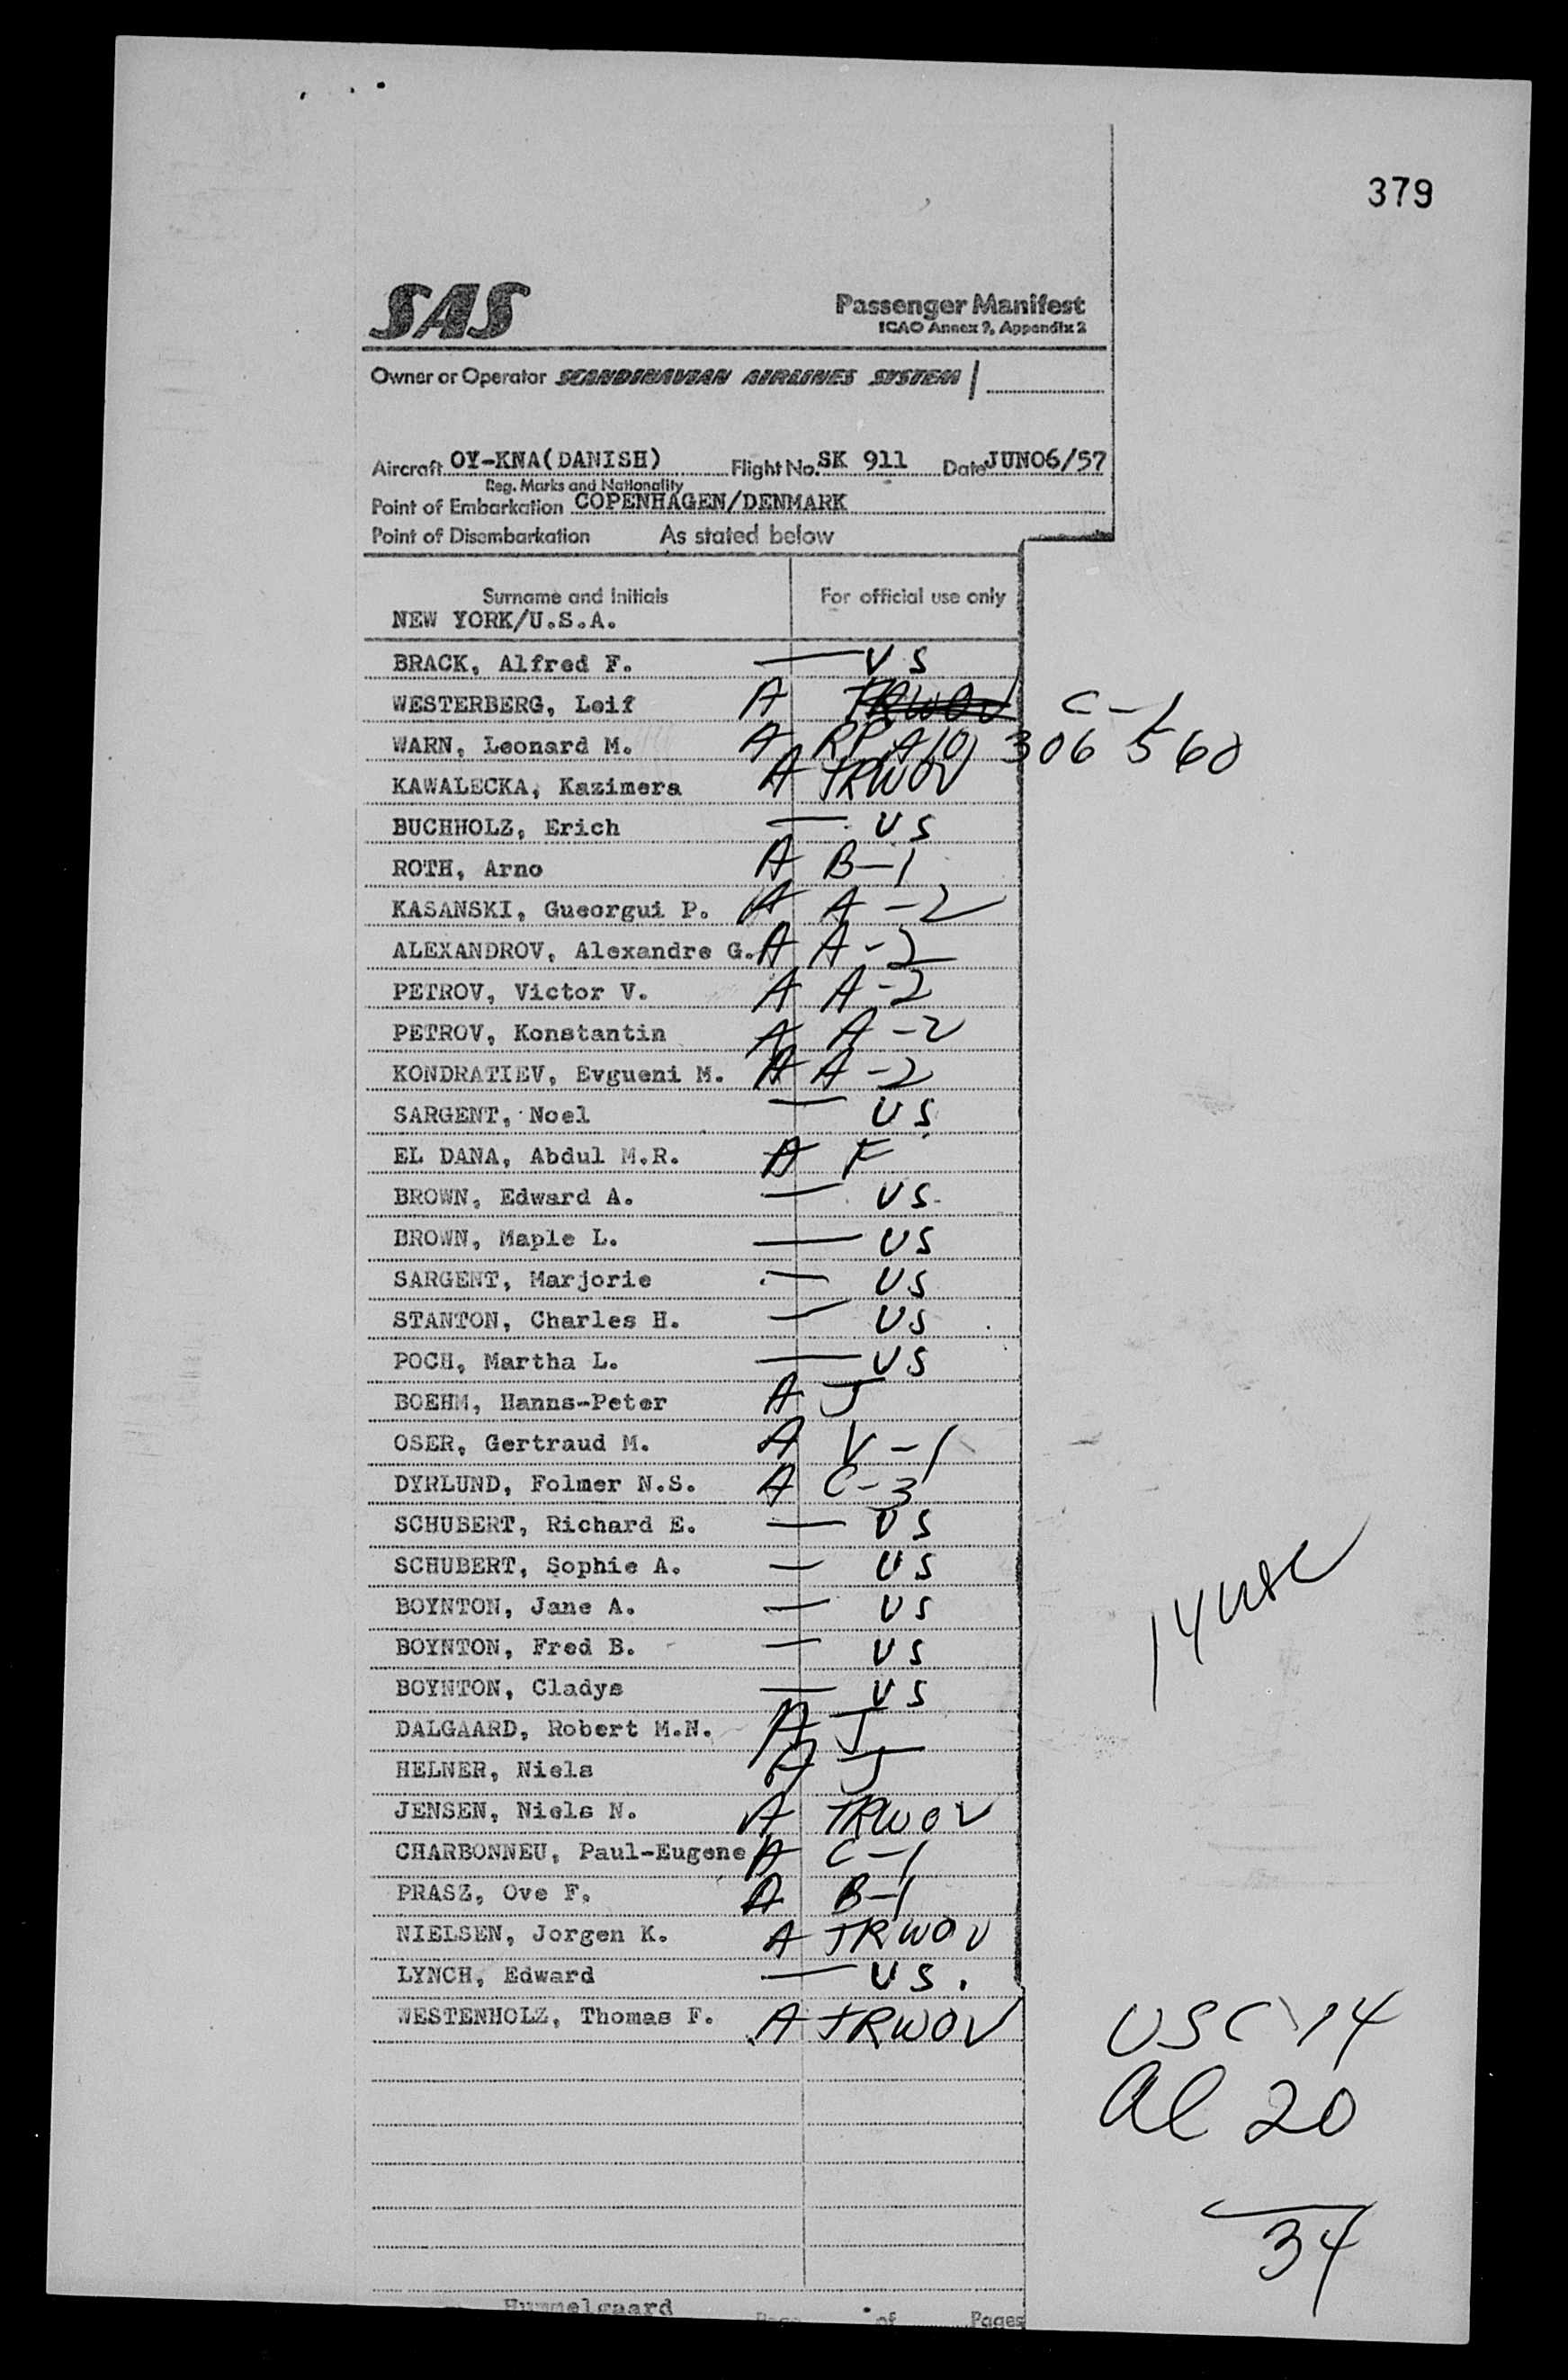 379
SAS Passenger Manifest
ICAO Annex 9, Appendix 2
Owner or Operator SCANDINAVIAN AIRLINES SYSTEM
Aircraft OY-KNA(DANISH) Flight No. SK 911 Date JUN06/57
Reg. Marks and Nationality
Point of Embarkation COPENHAGEN/DENMARK
Point of Disembarkation As stated below
Surname and Initials For official use only
NEW YORK/U.S.A.
BRACK, Alfred F. — US
WESTERBERG, Leif A TRWOV C-1
WARN, Leonard M. A RP A10 306 560
KAWALECKA, Kazimera A TRWOV
BUCHHOLZ, Erich — US
ROTH, Arno A B-1
KASANSKI, Gueorgui P. A A-2
ALEXANDROV, Alexandre G. A A-2
PETROV, Victor V. A A-2
PETROV, Konstantin A A-2
KONDRATIEV, Evgueni M. A A-2
SARGENT, Noel — US
EL DANA, Abdul M.R. A F
BROWN, Edward A. — US
BROWN, Maple L. — US
SARGENT, Marjorie — US
STANTON, Charles H. — US
POCH, Martha L. — US
BOEHM, Hanns-Peter A J
OSER, Gertraud M. A V-1
DYRLUND, Folmer N.S. A C-3
SCHUBERT, Richard E. — US
SCHUBERT, Sophie A. — US
BOYNTON, Jane A. — US
14 USC
BOYNTON, Fred B. — US
BOYNTON, Cladys — US
DALGAARD, Robert M.N. A J
HELNER, Niels A J
JENSEN, Niels N. A TRWOV
CHARBONNEU, Paul-Eugene A C-1
PRASZ, Ove F. A B-1
NIELSEN, Jorgen K. A TRWOV
LYNCH, Edward — US.
WESTENHOLZ, Thomas F. A TRWOV
USC 14
Al 20
34
Hummelgaard Page of Pages